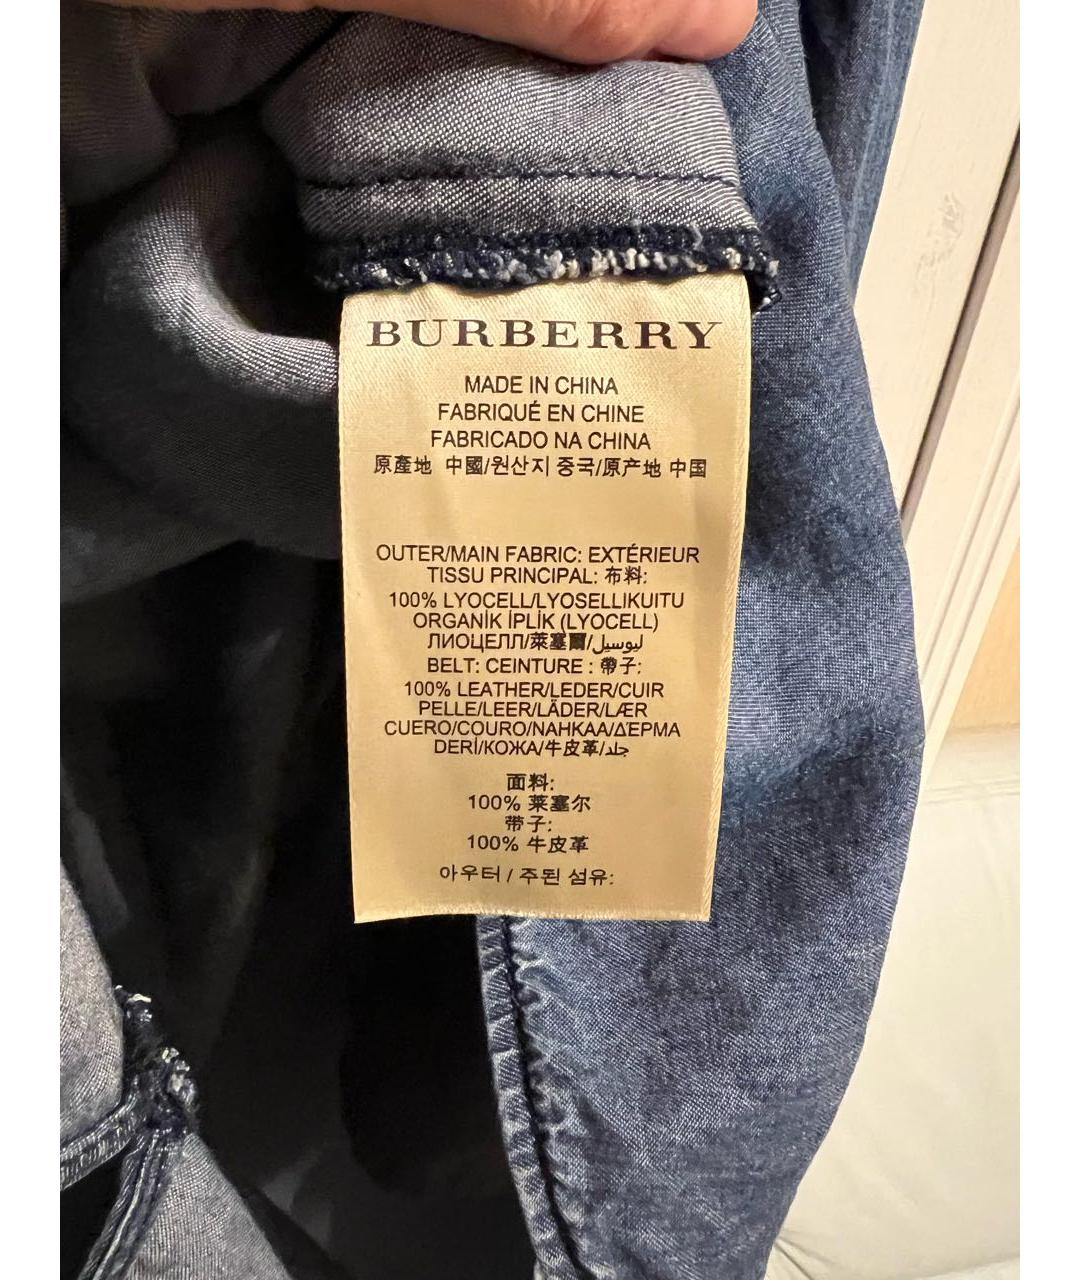 BURBERRY
MADE IN CHINA
FABRIQUÉ EN CHINE
FABRICADO NA CHINA
原產地 中國/원산지 중국/原产地 中国
OUTER/MAIN FABRIC: EXTÉRIEUR
TISSU PRINCIPAL: 布料:
100% LYOCELL/LYOSELLIKUITU
ORGANİK İPLİK (LYOCELL)
ЛИОЦЕЛЛ/萊塞爾/ليوسيل
BELT: CEINTURE : 帶子:
100% LEATHER/LEDER/CUIR
PELLE/LEER/LÄDER/LÆR
CUERO/COURO/NAHKAA/ΔΈΡΜΑ
DERİ/КОЖА/牛皮革/جلد
面料:
100% 莱塞尔
带子:
100% 牛皮革
아우터 / 주된 섬유: